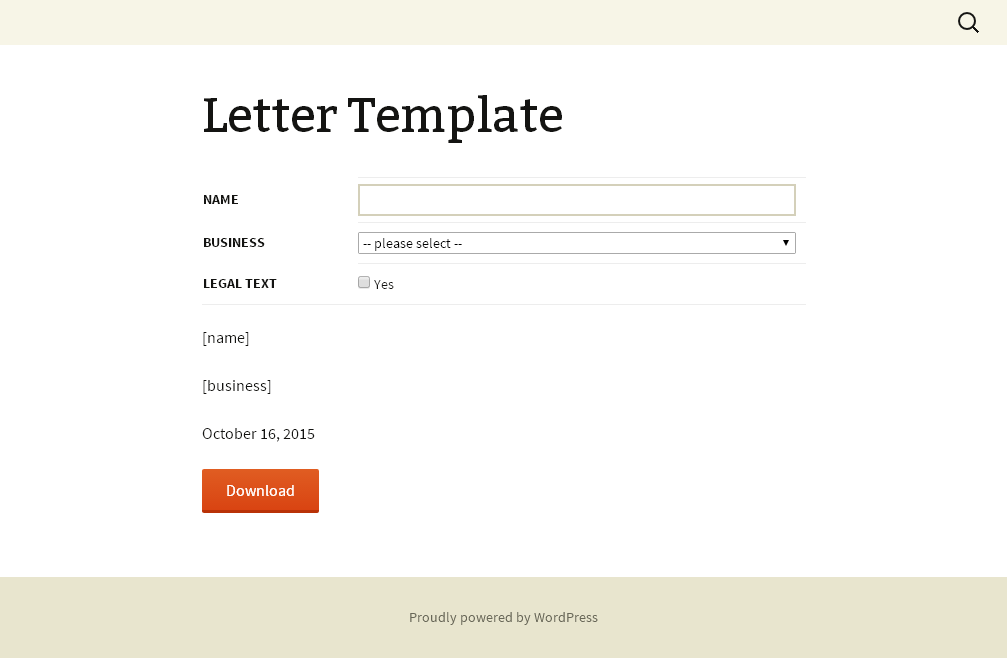 Letter Template
NAME
BUSINESS
-- please select --
LEGAL TEXT
Yes
[name]
[business]
October 16, 2015
Download
Proudly powered by WordPress